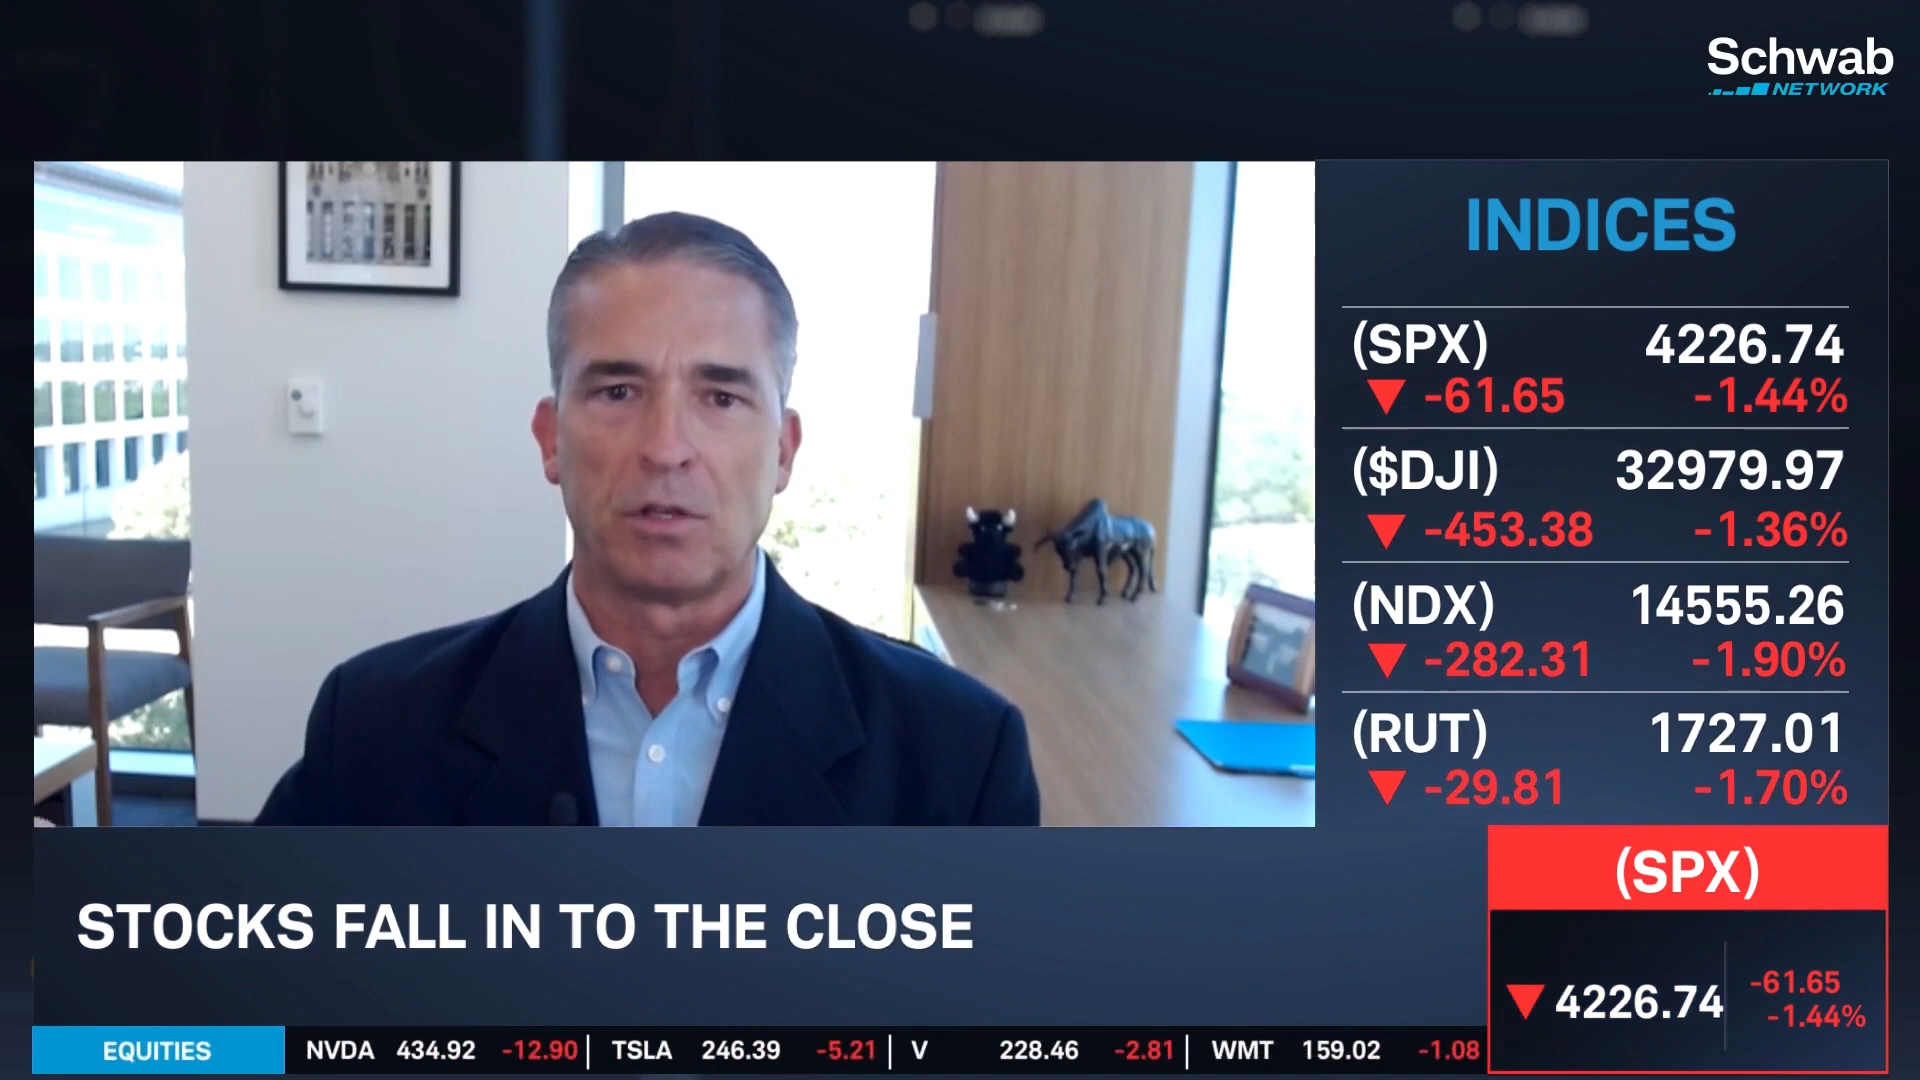 Schwab
NETWORK
INDICES
(SPX) 4226.74
▼ -61.65 -1.44%
($DJI) 32979.97
▼ -453.38 -1.36%
(NDX) 14555.26
▼ -282.31 -1.90%
(RUT) 1727.01
▼ -29.81 -1.70%
STOCKS FALL IN TO THE CLOSE
(SPX)
▼ 4226.74 -61.65
-1.44%
EQUITIES NVDA 434.92 -12.90 | TSLA 246.39 -5.21 | V 228.46 -2.81 | WMT 159.02 -1.08